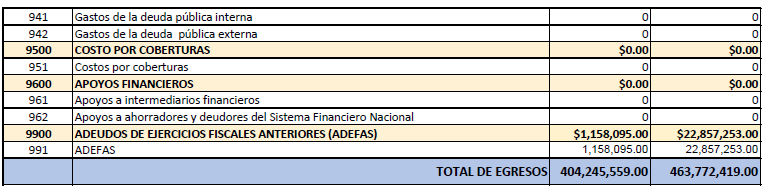 941 Gastos de la deuda pública interna 0 0
942 Gastos de la deuda  pública externa 0 0
9500 COSTO POR COBERTURAS $0.00 $0.00
951 Costos por coberturas 0 0
9600 APOYOS FINANCIEROS $0.00 $0.00
961 Apoyos a intermediarios financieros 0 0
962 Apoyos a ahorradores y deudores del Sistema Financiero Nacional 0 0
9900 ADEUDOS DE EJERCICIOS FISCALES ANTERIORES (ADEFAS) $1,158,095.00 $22,857,253.00
991 ADEFAS 1,158,095.00 22,857,253.00
TOTAL DE EGRESOS 404,245,559.00 463,772,419.00